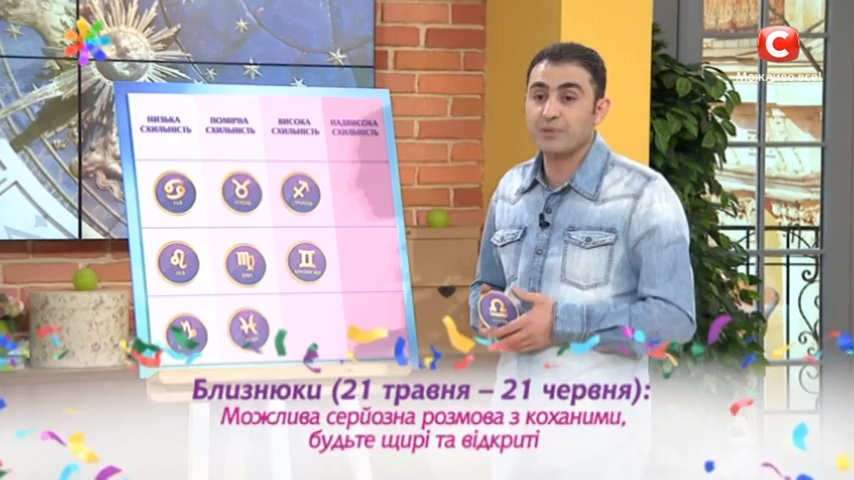 С
Можливо все!
НИЗЬКА СХИЛЬНІСТЬ
ПОМІРНА СХИЛЬНІСТЬ
ВИСОКА СХИЛЬНІСТЬ
НАДВИСОКА СХИЛЬНІСТЬ
Близнюки (21 травня – 21 червня):
Можлива серйозна розмова з коханими,
будьте щирі та відкриті